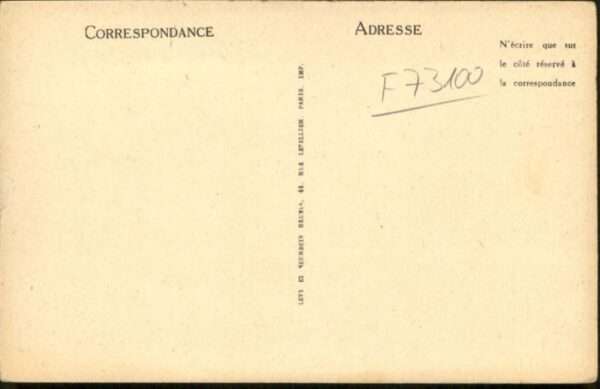 CORRESPONDANCE
ADRESSE
N'écrire que sur
le côté réservé à
la correspondance
F 73100
LEVY ET NEURDEIN RÉUNIS, 44, RUE LETELLIER PARIS. IMP.